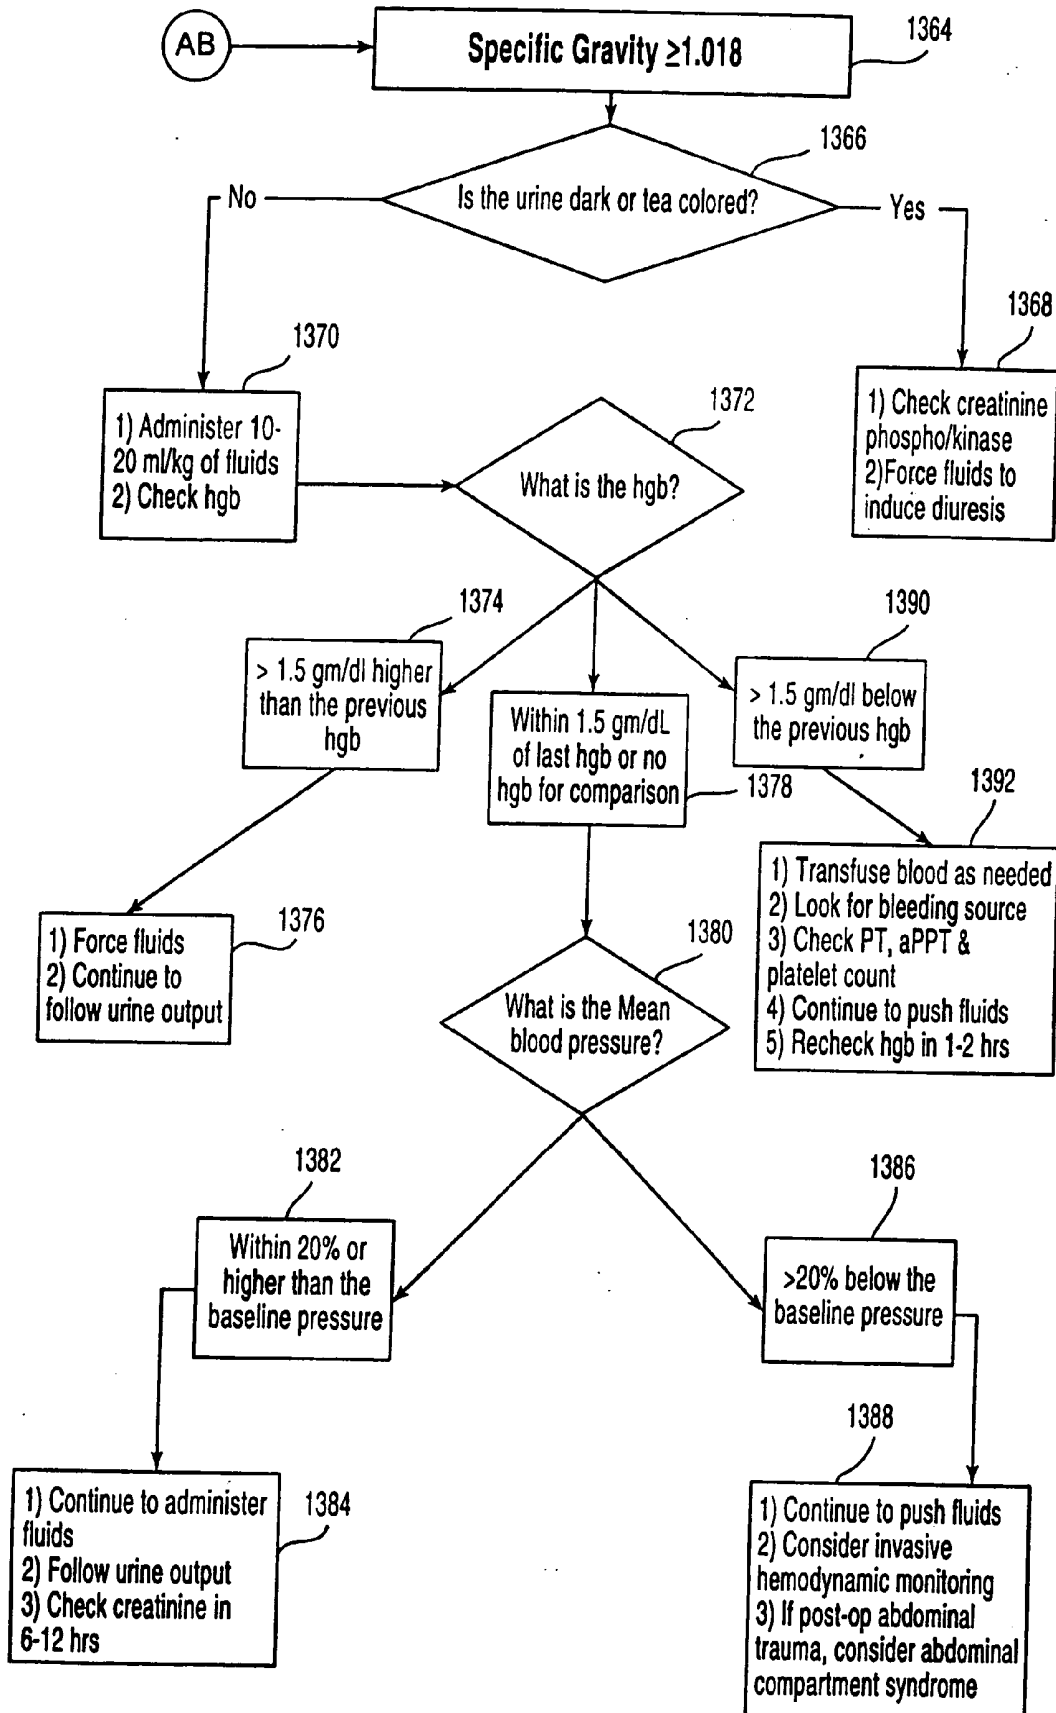 AB
Specific Gravity ≥1.018
1364
1366
Is the urine dark or tea colored?
No
Yes
1368
1370
1) Check creatinine
phospho/kinase
2)Force fluids to
induce diuresis
1) Administer 10-
20 ml/kg of fluids
2) Check hgb
1372
What is the hgb?
1374
1390
> 1.5 gm/dl higher
than the previous
hgb
Within 1.5 gm/dL
of last hgb or no
hgb for comparison
1378
> 1.5 gm/dl below
the previous hgb
1392
1) Transfuse blood as needed
2) Look for bleeding source
3) Check PT, aPPT &
platelet count
4) Continue to push fluids
5) Recheck hgb in 1-2 hrs
1) Force fluids
2) Continue to
follow urine output
1376
1380
What is the Mean
blood pressure?
1382
1386
Within 20% or
higher than the
baseline pressure
>20% below the
baseline pressure
1388
1) Continue to administer
fluids
2) Follow urine output
3) Check creatinine in
6-12 hrs
1384
1) Continue to push fluids
2) Consider invasive
hemodynamic monitoring
3) If post-op abdominal
trauma, consider abdominal
compartment syndrome